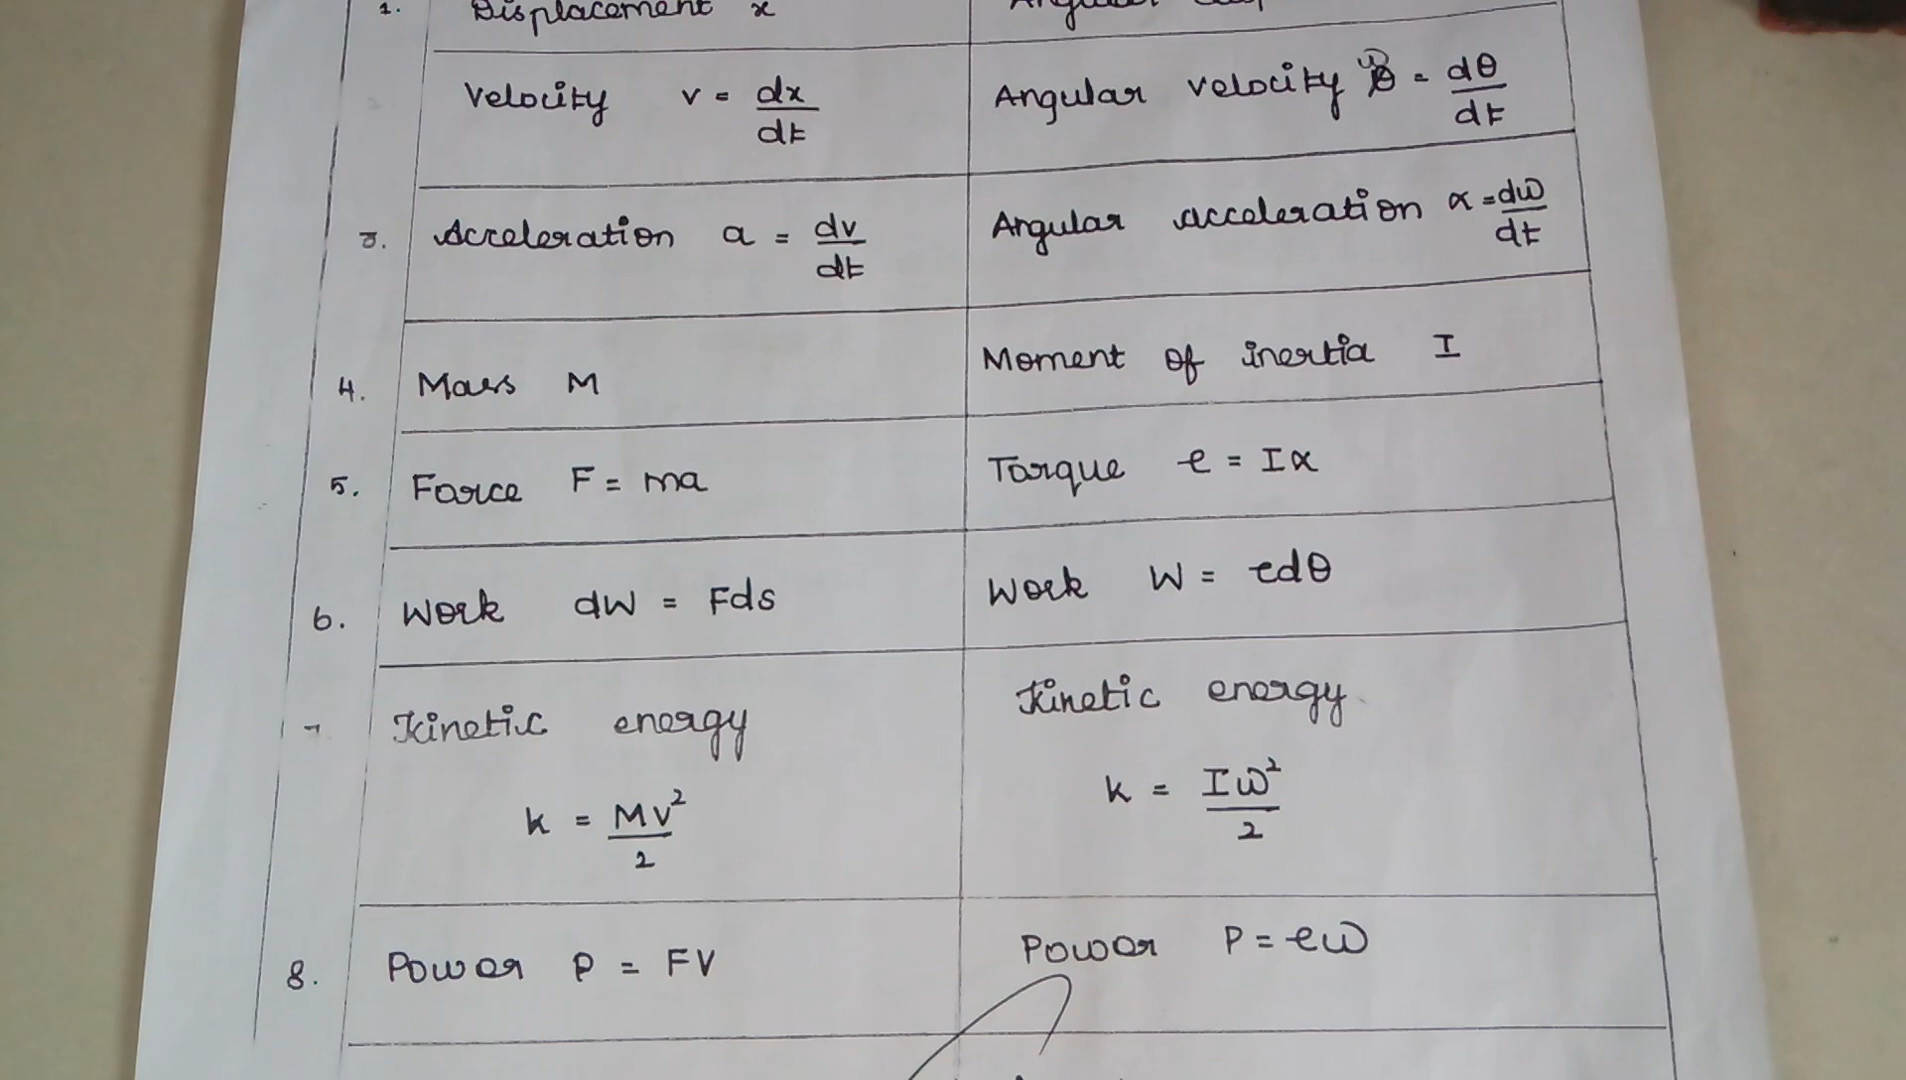 1. Displacement x
Angular
Velocity v = dx/dt
Angular velocity ω = dθ/dt
3. Acceleration a = dv/dt
Angular acceleration α = dω/dt
4. Mass M
Moment of inertia I
5. Force F = ma
Torque τ = Iα
6. Work dW = Fds
Work W = τdθ
7 Kinetic energy
k = Mv²/2
Kinetic energy
k = Iω²/2
8. Power P = FV
Power P = τω